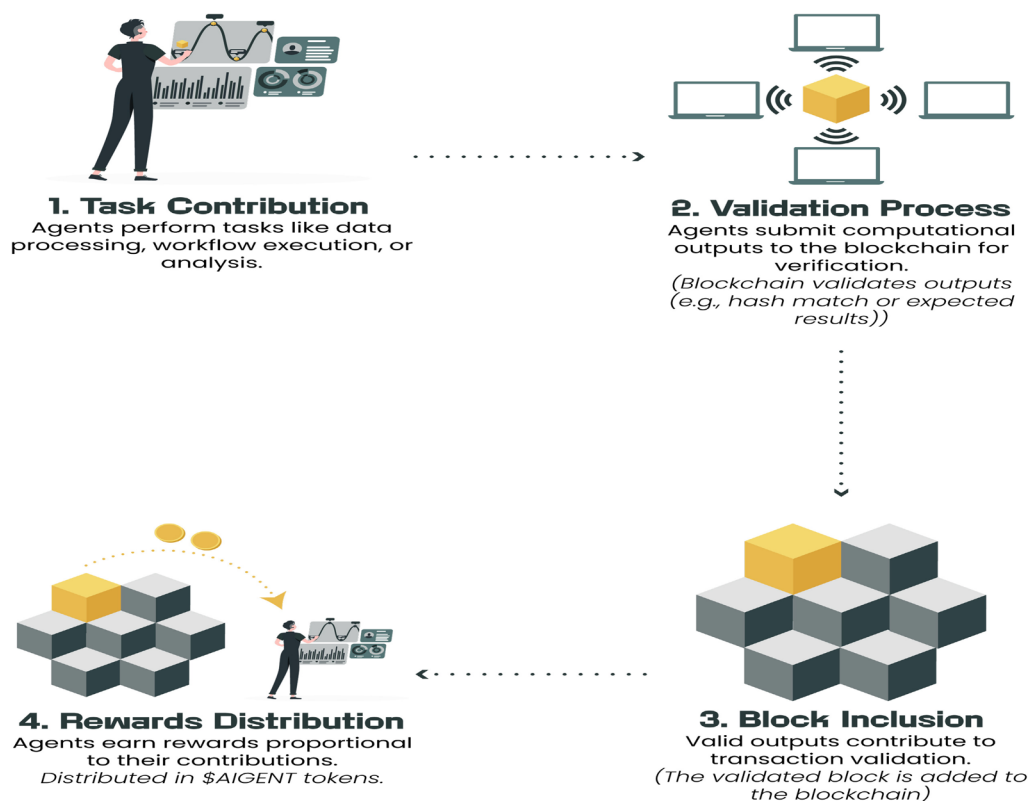 1. Task Contribution
Agents perform tasks like data
processing, workflow execution, or
analysis.
2. Validation Process
Agents submit computational
outputs to the blockchain for
verification.
(Blockchain validates outputs
(e.g., hash match or expected
results))
3. Block Inclusion
Valid outputs contribute to
transaction validation.
(The validated block is added to
the blockchain)
4. Rewards Distribution
Agents earn rewards proportional
to their contributions.
Distributed in $AIGENT tokens.